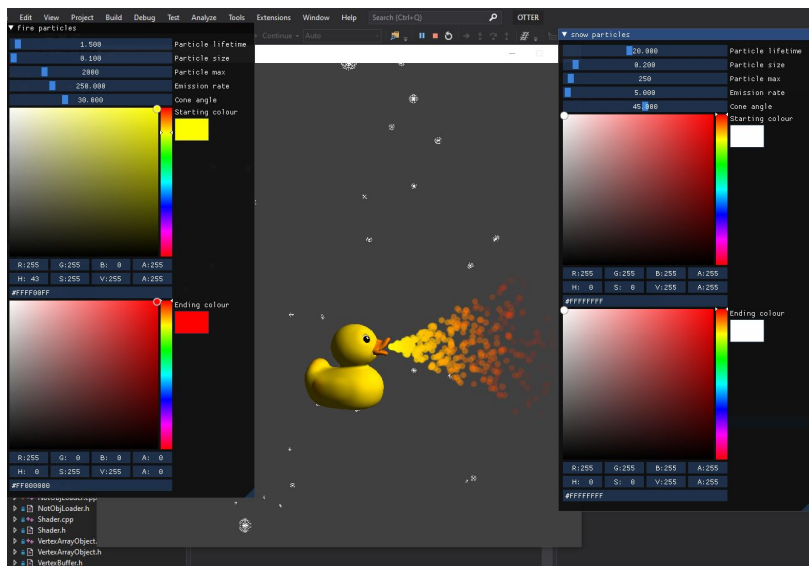 Edit View Project Build Debug Test Analyze Tools Extensions Window Help Search (Ctrl+Q) OTTER
Continue Auto
fire particles
1.500 Particle lifetime
0.100 Particle size
2000 Particle max
250.000 Emission rate
30.000 Cone angle
Starting colour
R:255 G:255 B: 0 A:255
H: 43 S:255 V:255 A:255
#FFFF00FF
Ending colour
R:255 G: 0 B: 0 A: 0
H: 0 S:255 V:255 A: 0
#FF000000
NotObjLoader.cpp
NotObjLoader.h
Shader.cpp
Shader.h
VertexArrayObject.
VertexArrayObject.h
VertexBuffer.h
snow particles
20.000 Particle lifetime
0.200 Particle size
250 Particle max
5.000 Emission rate
45.000 Cone angle
Starting colour
R:255 G:255 B:255 A:255
H: 0 S: 0 V:255 A:255
#FFFFFFFF
Ending colour
R:255 G:255 B:255 A:255
H: 0 S: 0 V:255 A:255
#FFFFFFFF